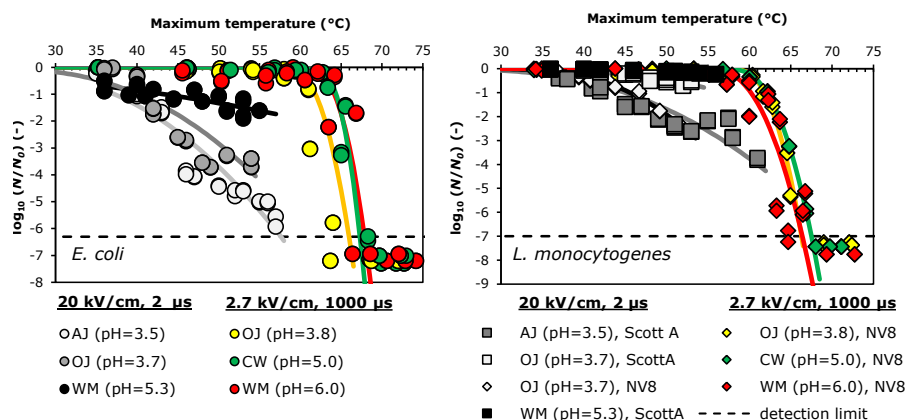 Maximum temperature (°C)
30 35 40 45 50 55 60 65 70 75
0
-1
-2
-3
-4
-5
-6
-7
-8
log₁₀ (N/N₀) (-)
E. coli
20 kV/cm, 2 µs
2.7 kV/cm, 1000 µs
AJ (pH=3.5)
OJ (pH=3.8)
OJ (pH=3.7)
CW (pH=5.0)
WM (pH=5.3)
WM (pH=6.0)
Maximum temperature (°C)
30 35 40 45 50 55 60 65 70 75
0
-1
-2
-3
-4
-5
-6
-7
-8
-9
log₁₀ (N/N₀) (-)
L. monocytogenes
20 kV/cm, 2 µs
2.7 kV/cm, 1000 µs
AJ (pH=3.5), Scott A
OJ (pH=3.8), NV8
OJ (pH=3.7), ScottA
CW (pH=5.0), NV8
OJ (pH=3.7), NV8
WM (pH=6.0), NV8
WM (pH=5.3), ScottA
detection limit